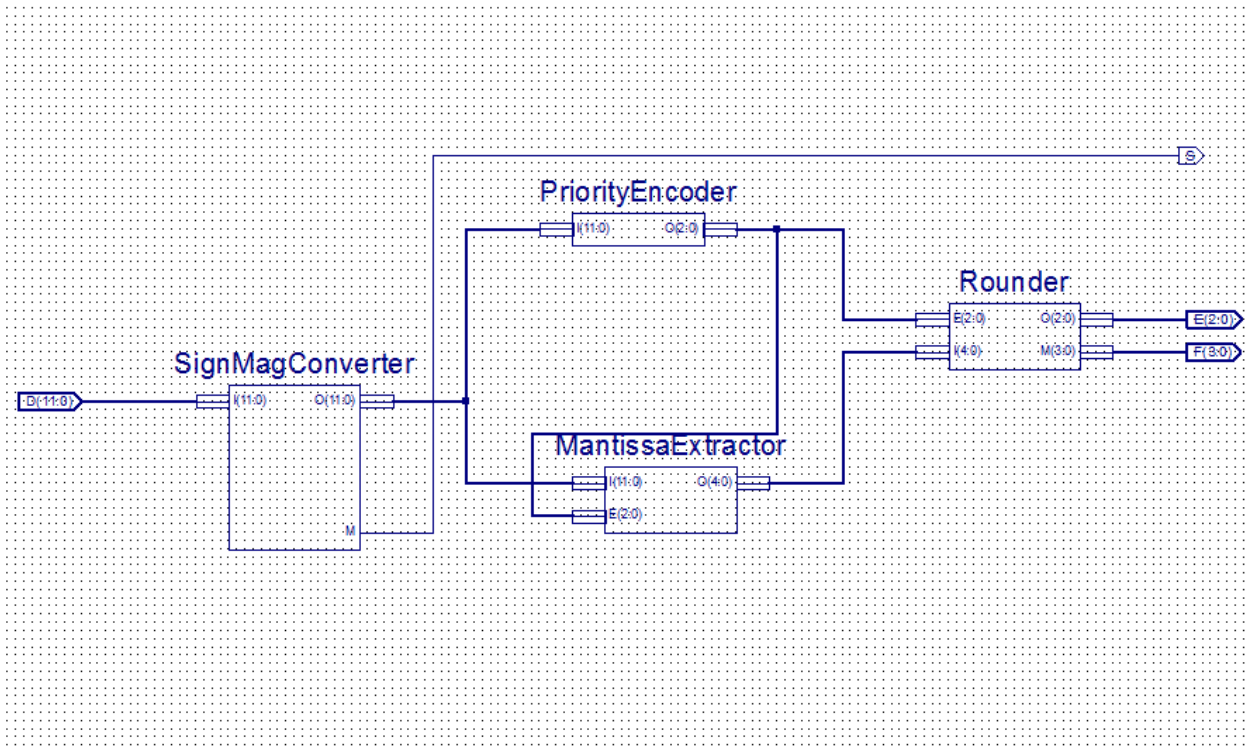 S
PriorityEncoder
I(11:0) O(2:0)
Rounder
E(2:0) O(2:0) E(2:0)
I(4:0) M(3:0) F(3:0)
SignMagConverter
D(11:0) I(11:0) O(11:0)
MantissaExtractor
I(11:0) O(4:0)
E(2:0)
M